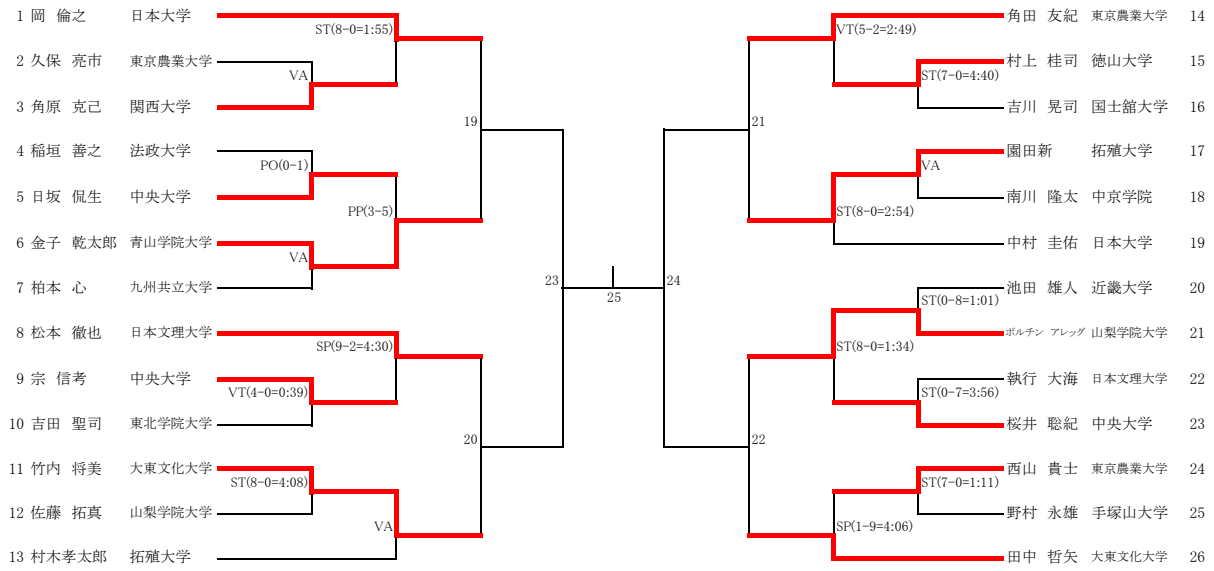 1 岡 倫之 日本大学
ST(8-0=1:55)
2 久保 亮市 東京農業大学
VA
3 角原 克己 関西大学
19
4 稲垣 善之 法政大学
PO(0-1)
5 日坂 侃生 中央大学
PP(3-5)
6 金子 乾太郎 青山学院大学
VA
7 柏本 心 九州共立大学
23
8 松本 徹也 日本文理大学
SP(9-2=4:30)
9 宗 信考 中央大学
VT(4-0=0:39)
10 吉田 聖司 東北学院大学
20
11 竹内 将美 大東文化大学
ST(8-0=4:08)
12 佐藤 拓真 山梨学院大学
VA
13 村木孝太郎 拓殖大学
25
角田 友紀 東京農業大学 14
VT(5-2=2:49)
村上 桂司 徳山大学 15
ST(7-0=4:40)
吉川 晃司 国士舘大学 16
21
園田新 拓殖大学 17
VA
南川 隆太 中京学院 18
ST(8-0=2:54)
中村 圭佑 日本大学 19
24
池田 雄人 近畿大学 20
ST(0-8=1:01)
ボルチン アレッグ 山梨学院大学 21
ST(8-0=1:34)
執行 大海 日本文理大学 22
ST(0-7=3:56)
桜井 聡紀 中央大学 23
22
西山 貴士 東京農業大学 24
ST(7-0=1:11)
野村 永雄 手塚山大学 25
SP(1-9=4:06)
田中 哲矢 大東文化大学 26